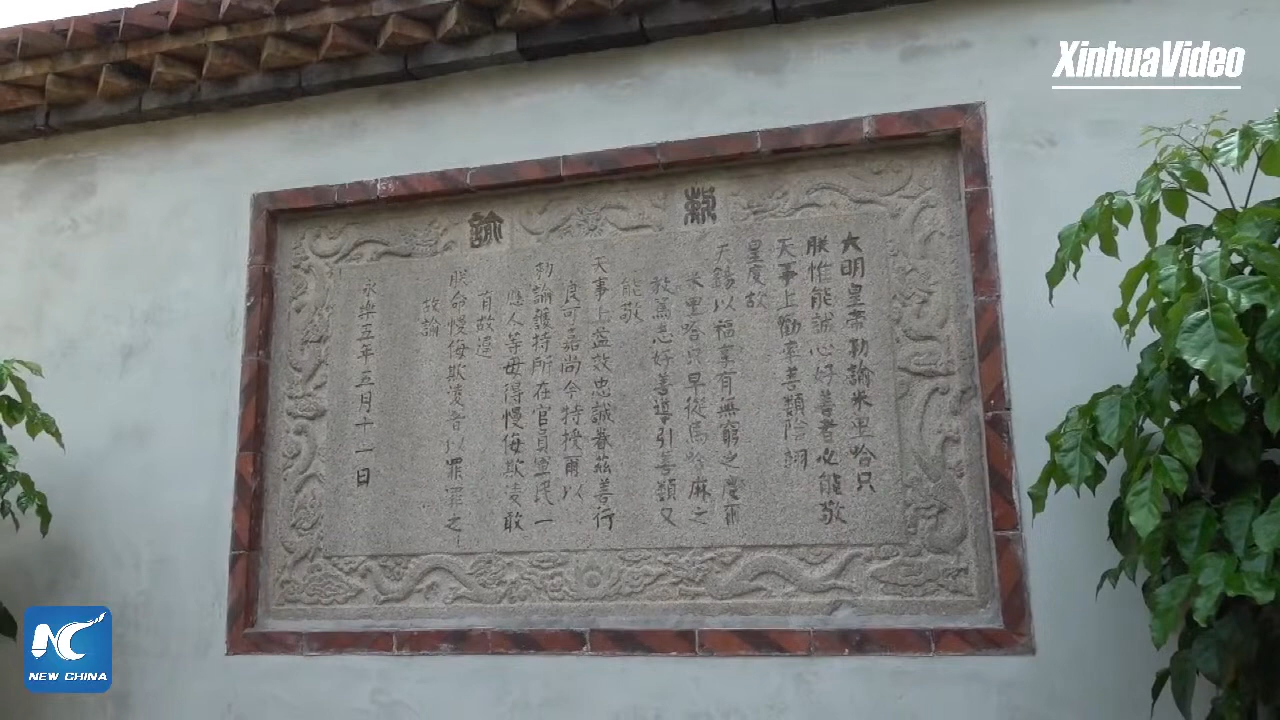 XinhuaVideo
敕諭
大明皇帝勅諭米里哈只
朕惟能誠心好善者必能敬
天事上勸率善類陰翊
皇度故
天錫以福享有無窮之慶爾
米里哈只早從馬哈麻之
教篤志好善導引善類又
能敬
天事上益效忠誠眷茲善行
良可嘉尚今特授爾以
勅諭護持所在官員軍民一
應人等毋得慢侮欺凌敢
有故違
朕命慢侮欺凌者以罪罪之
故諭
永樂五年五月十一日
NEW CHINA